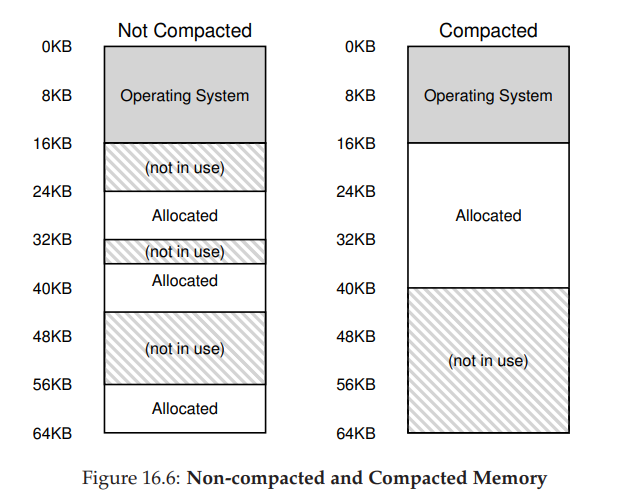 Not Compacted
0KB
Operating System
8KB
16KB
(not in use)
24KB
Allocated
32KB
(not in use)
Allocated
40KB
48KB
(not in use)
56KB
Allocated
64KB
Compacted
0KB
8KB
Operating System
16KB
24KB
Allocated
32KB
40KB
48KB
(not in use)
56KB
64KB
Figure 16.6: Non-compacted and Compacted Memory